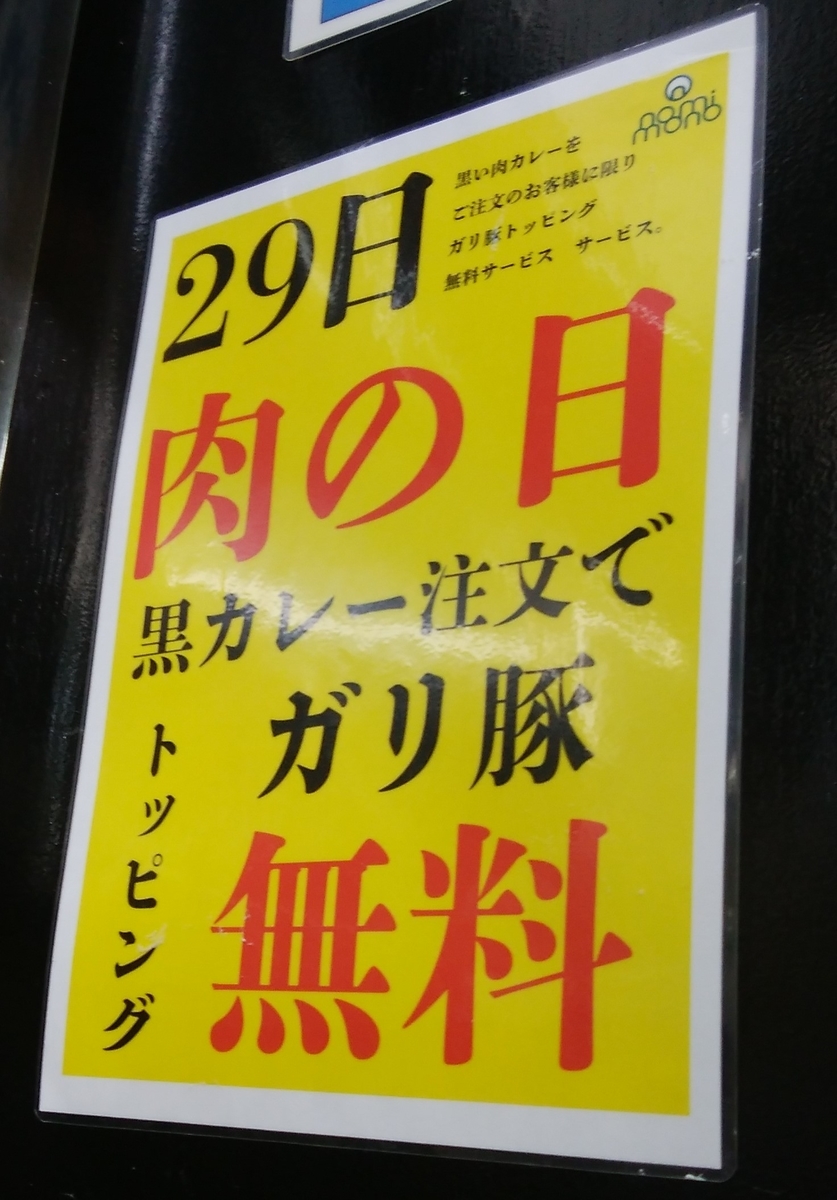 nomi
mono
29日
黒い肉カレーを
ご注文のお客様に限り
ガリ豚トッピング
無料サービス　サービス。
肉の日
黒カレー注文で
ガリ豚
トッピング
無料